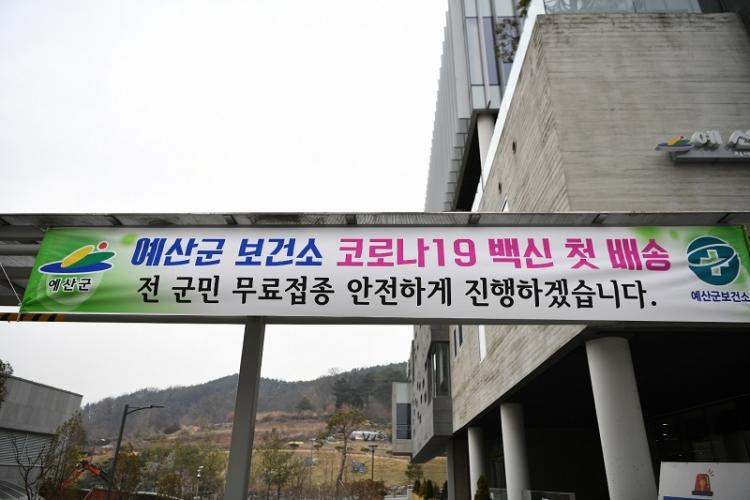 예산군 보건소 코로나19 백신 첫 배송
전 군민 무료접종 안전하게 진행하겠습니다.
예산군
예산군보건소
예산